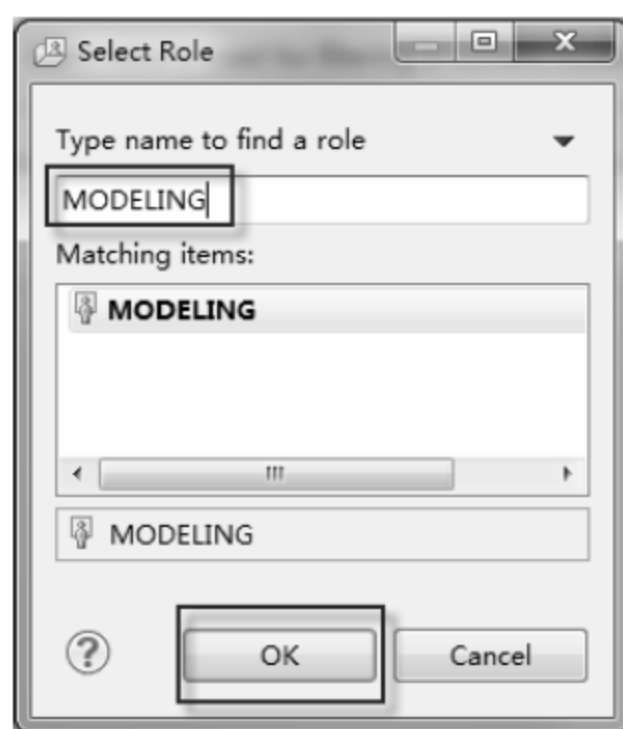 Select Role
Type name to find a role
MODELING
Matching items:
MODELING
MODELING
?
OK Cancel